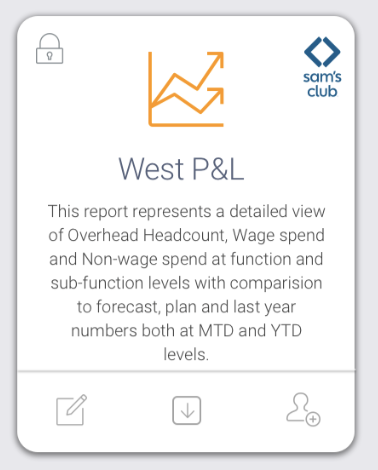 sam's
club
West P&L
This report represents a detailed view
of Overhead Headcount, Wage spend
and Non-wage spend at function and
sub-function levels with comparision
to forecast, plan and last year
numbers both at MTD and YTD
levels.